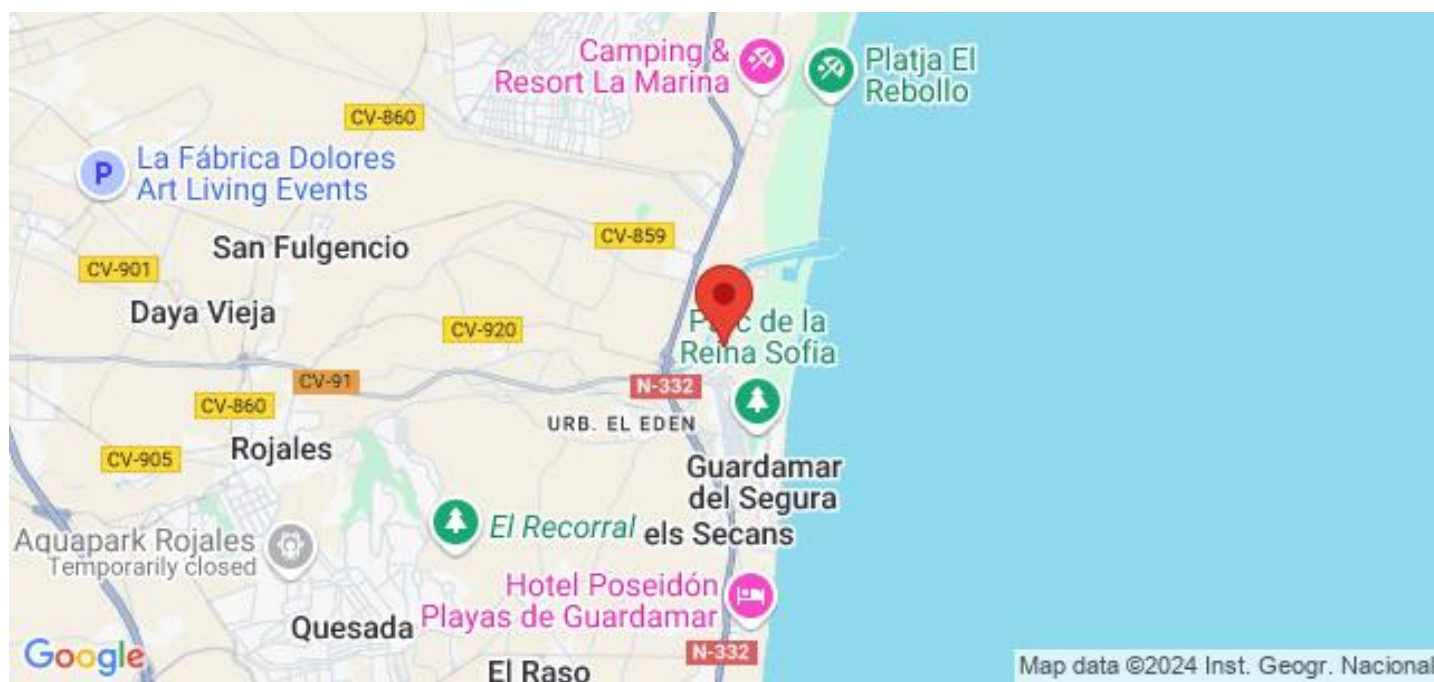 Camping &
Resort La Marina
Platja El
Rebollo
CV-860
La Fábrica Dolores
Art Living Events
P
San Fulgencio
CV-859
CV-901
Daya Vieja
CV-920
Parc de la
Reina Sofia
CV-91
N-332
CV-860
URB. EL EDEN
Rojales
CV-905
Guardamar
del Segura
El Recorral
els Secans
Aquapark Rojales
Temporarily closed
Hotel Poseidón
Playas de Guardamar
Quesada
N-332
El Raso
Google
Map data ©2024 Inst. Geogr. Nacional